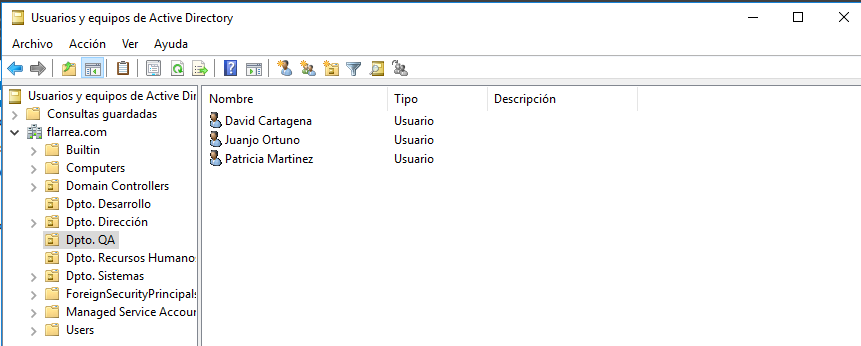 Usuarios y equipos de Active Directory
Archivo Acción Ver Ayuda
Usuarios y equipos de Active Dir
Consultas guardadas
flarrea.com
Builtin
Computers
Domain Controllers
Dpto. Desarrollo
Dpto. Dirección
Dpto. QA
Dpto. Recursos Humano
Dpto. Sistemas
ForeignSecurityPrincipals
Managed Service Accour
Users
Nombre Tipo Descripción
David Cartagena Usuario
Juanjo Ortuno Usuario
Patricia Martinez Usuario